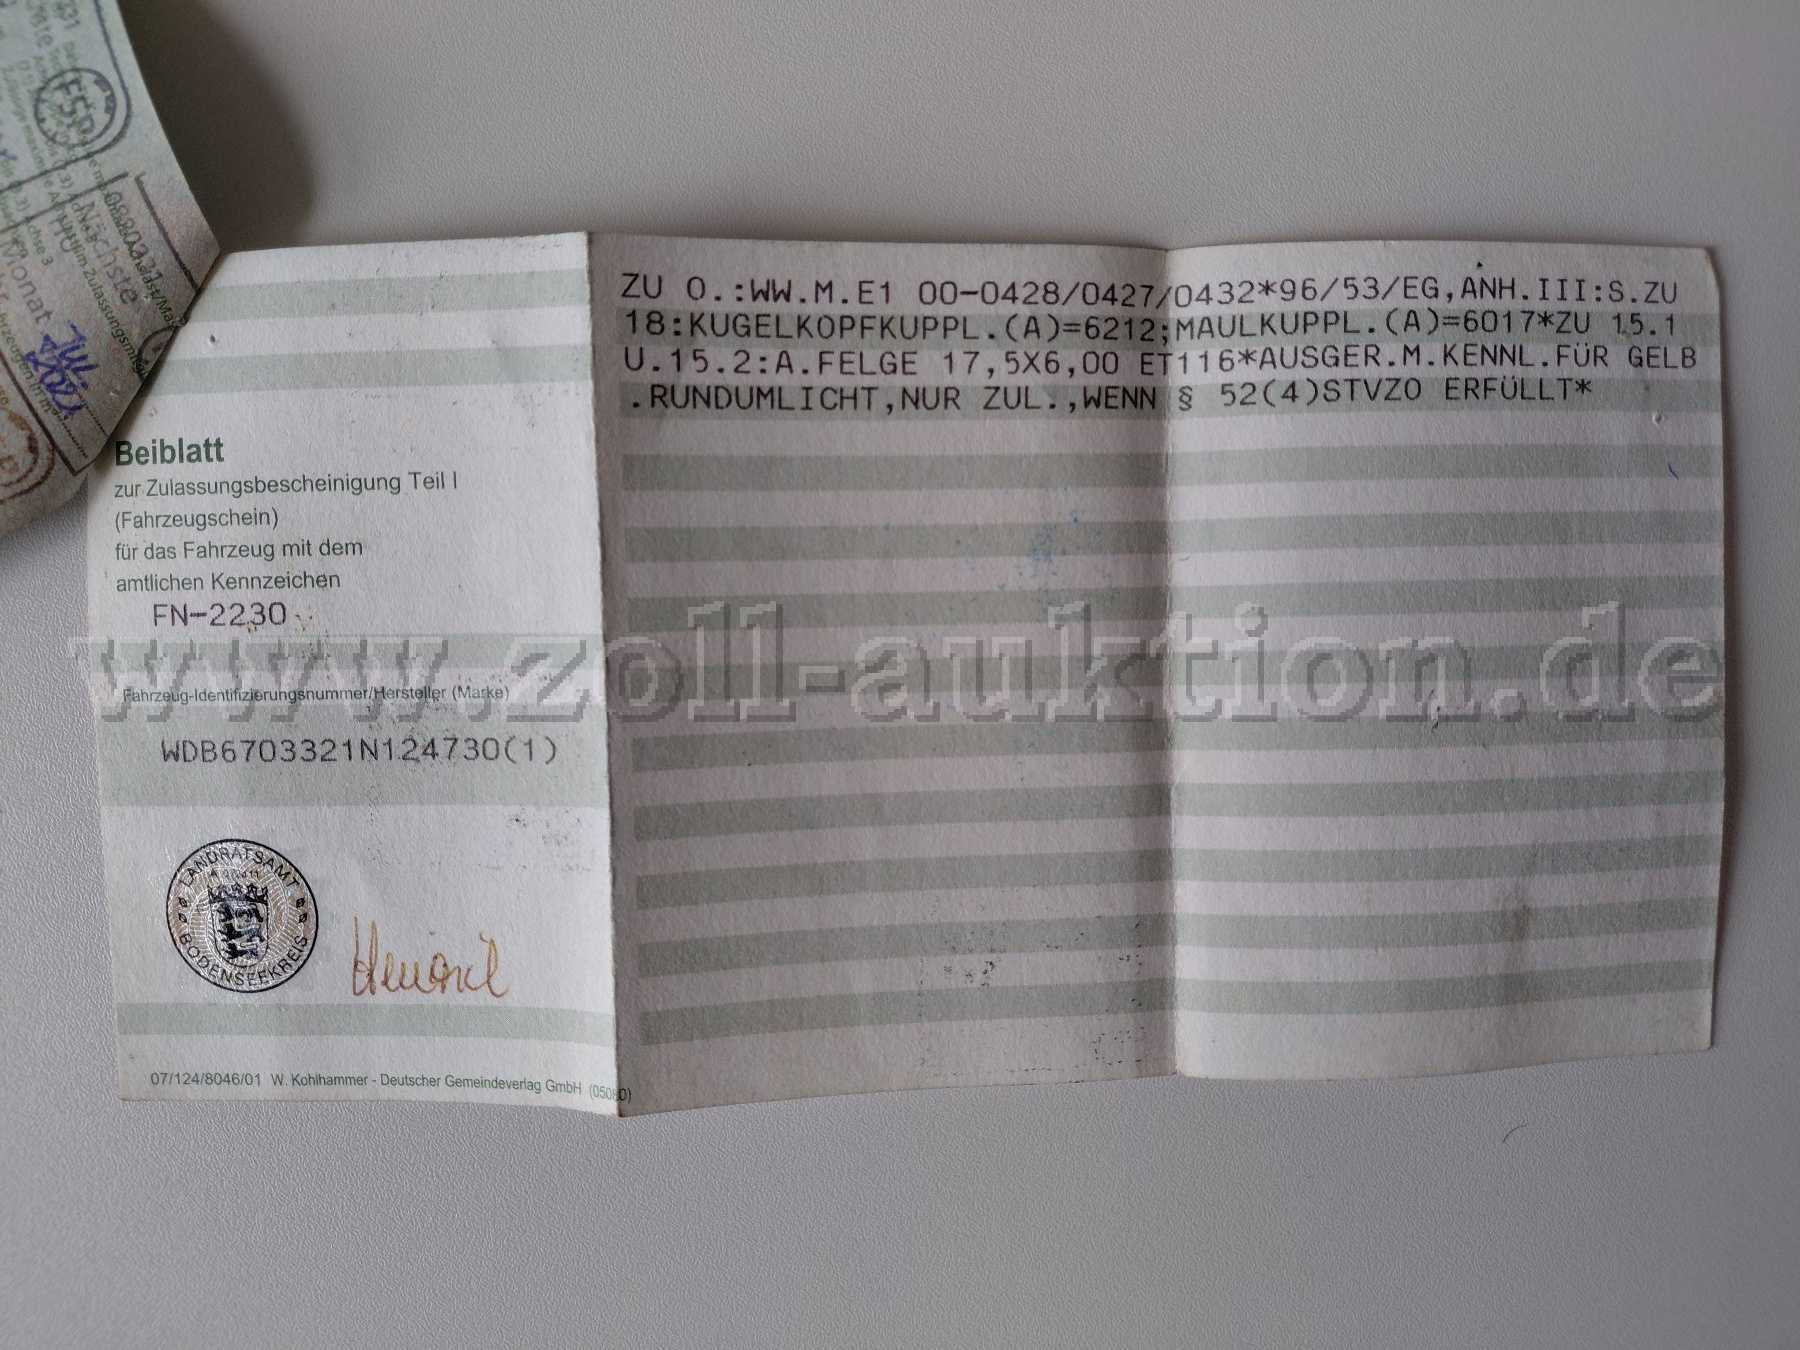 Beiblatt
zur Zulassungsbescheinigung Teil I
(Fahrzeugschein)
für das Fahrzeug mit dem
amtlichen Kennzeichen
FN-2230
Fahrzeug-Identifizierungsnummer/Hersteller (Marke)
WDB6703321N124730(1)
LANDRATSAMT
BODENSEEKREIS
07/124/8046/01 W. Kohlhammer - Deutscher Gemeindeverlag GmbH
ZU O.:WW.M.E1 00-0428/0427/0432*96/53/EG,ANH.III:S.ZU
18:KUGELKOPFKUPPL.(A)=6212;MAULKUPPL.(A)=6017*ZU 15.1
U.15.2:A.FELGE 17,5X6,00 ET116*AUSGER.M.KENNL.FÜR GELB
.RUNDUMLICHT,NUR ZUL.,WENN § 52(4)STVZO ERFÜLLT*
www.zoll-auktion.de
FSP
Nächste
HU
Monat